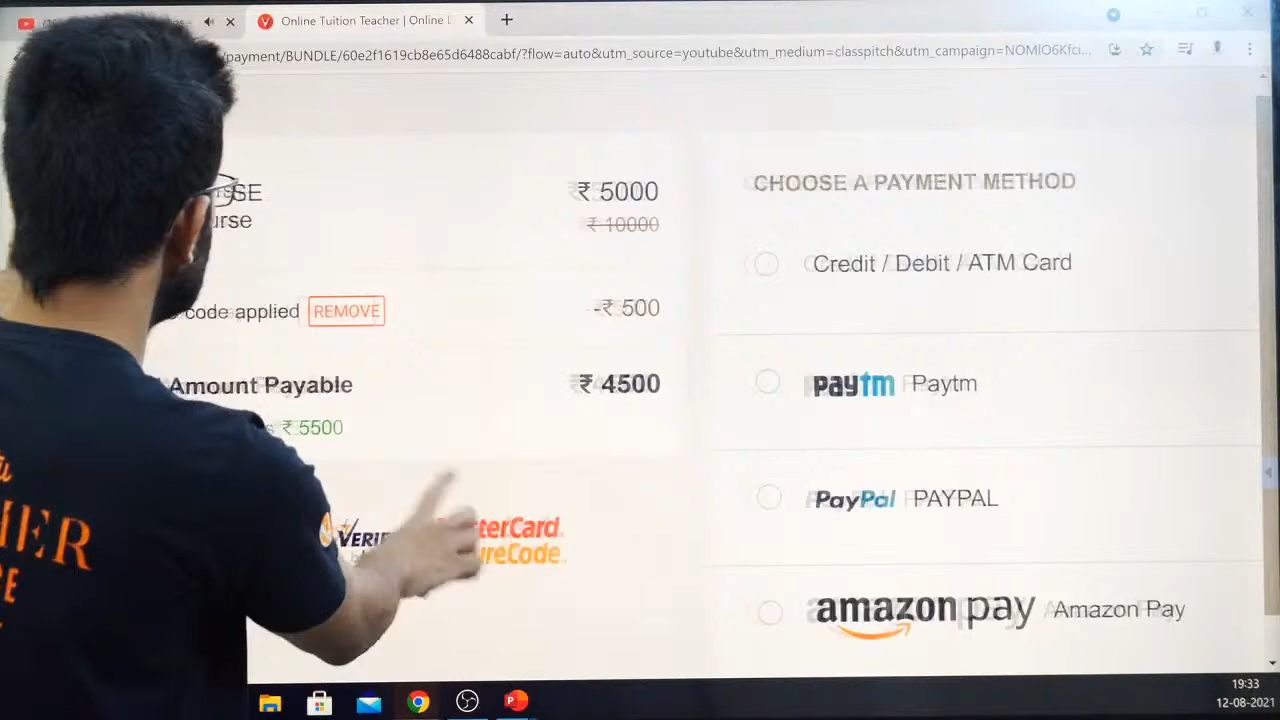 Online Tuition Teacher | Online L
payment/BUNDLE/60e2f1619cb8e65d6483cabf/?flow=auto&utm_source=youtube&utm_medium=classpitch&utm_campaign=NOMIO6Kfci...
₹ 5000
₹ 10000
code applied REMOVE
-₹ 500
Amount Payable
₹ 4500
₹ 5500
CHOOSE A PAYMENT METHOD
Credit / Debit / ATM Card
paytm Paytm
PayPal PAYPAL
amazon pay Amazon Pay
19:33
12-08-2021